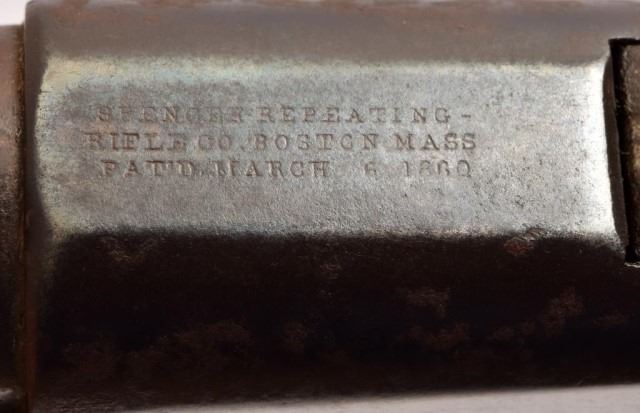 SPENCER REPEATING-
RIFLE CO. BOSTON MASS
PAT'D. MARCH 6 1860